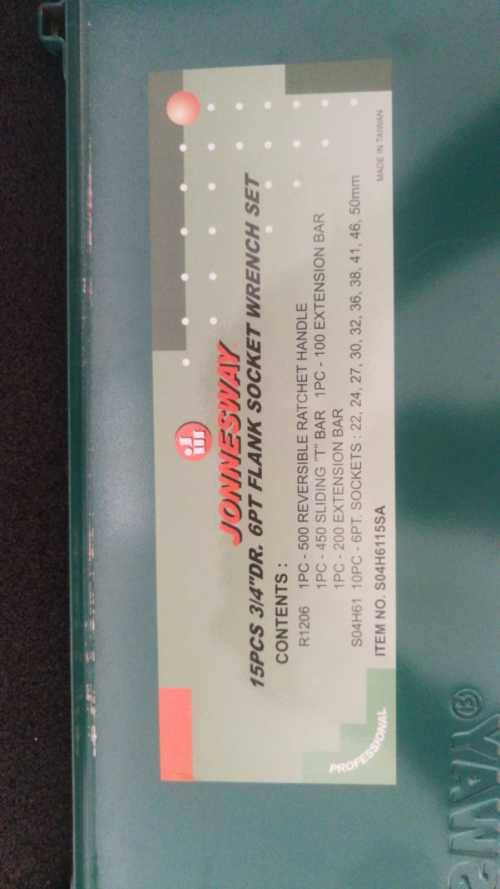 JONNESWAY
15PCS 3/4"DR. 6PT FLANK SOCKET WRENCH SET
CONTENTS :
R1206 1PC - 500 REVERSIBLE RATCHET HANDLE
1PC - 450 SLIDING "T" BAR 1PC - 100 EXTENSION BAR
1PC - 200 EXTENSION BAR
S04H61 10PC - 6PT. SOCKETS : 22, 24, 27, 30, 32, 36, 38, 41, 46, 50mm
ITEM NO. S04H6115SA
MADE IN TAIWAN
PROFESSIONAL